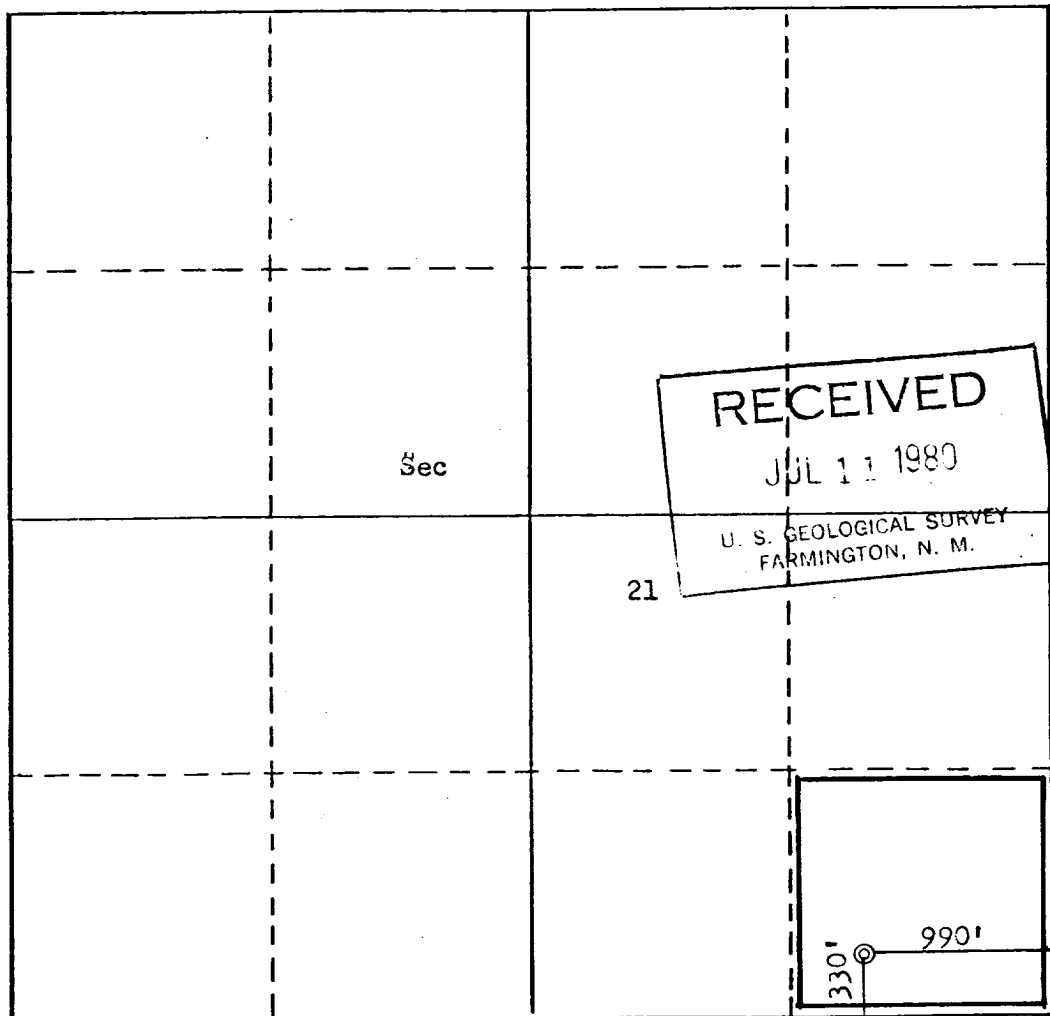 RECEIVED
JUL 11 1980
Sec
U. S. GEOLOGICAL SURVEY
FARMINGTON, N. M.
21
990'
330'